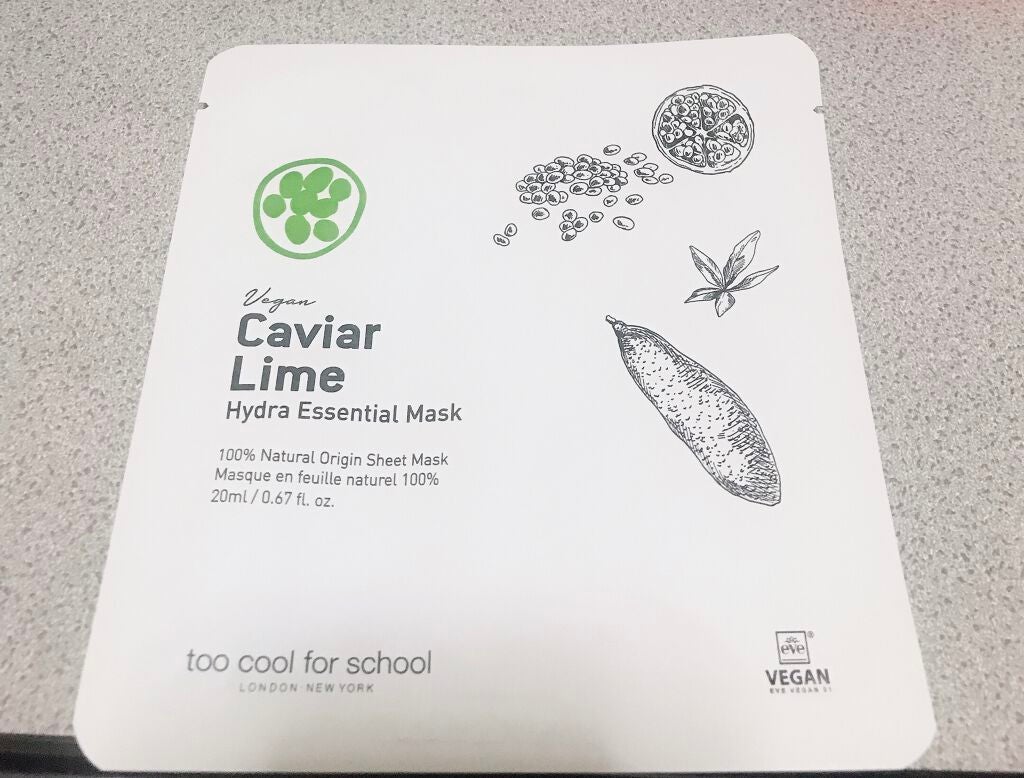 Vegan
Caviar
Lime
Hydra Essential Mask
100% Natural Origin Sheet Mask
Masque en feuille naturel 100%
20ml / 0.67 fl. oz.
too cool for school
LONDON · NEW YORK
eve®
VEGAN
EVE VEGAN 01